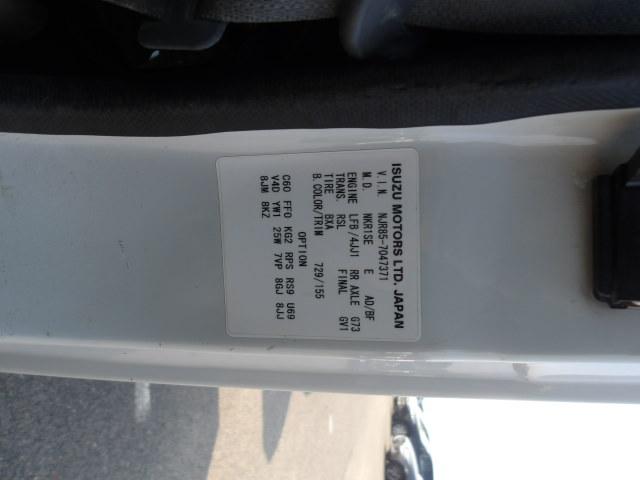 ISUZU MOTORS LTD. JAPAN
V.I.N. NJR85-7047371
M.D. NKR1SE E AD/BF
ENGINE LFB/4JJ1 RR AXLE G73
TRANS. RSL FINAL GV1
TIRE BXA
B.COLOR/TRIM 729/155
OPTION
C60 FF0 KG2 RPS RS9 U69
V4D YW1 25W 7VP 8GJ 8JJ
8JM 8KZ